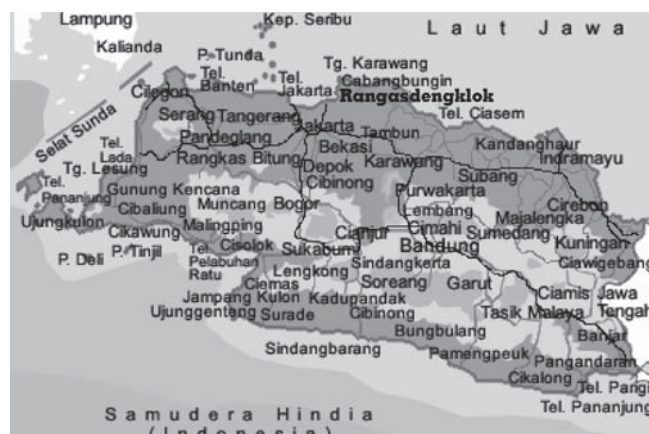 Lampung
Kep. Seribu
Laut Jawa
Kalianda
P. Tunda
Tg. Karawang
Tel. Banten
Tel. Jakarta
Cabangbungin
Cilegon
Rangasdengklok
Selat Sunda
Serang
Tangerang
Jakarta
Tambun
Tel. Ciasem
Pandeglang
Bekasi
Kandanghaur
Tel. Lada
Rangkas Bitung
Depok
Karawang
Indramayu
Tg. Lesung
Cibinong
Subang
Tel. Pananjung
Gunung Kencana
Purwakarta
Muncang
Bogor
Lembang
Cirebon
Cibaliung
Majalengka
Ujungkulon
Malingping
Cianjur
Cimahi
Sumedang
Cikawung
Cisolok
Sukabumi
Bandung
Kuningan
P. Deli
P. Tinjil
Tel. Pelabuhan Ratu
Sindangkerta
Ciawigebang
Lengkong
Ciemas
Soreang
Garut
Ciamis
Jawa Tengah
Jampang Kulon
Kadupandak
Ujunggenteng
Surade
Cibinong
Tasik Malaya
Bungbulang
Banjar
Sindangbarang
Pamengpeuk
Pangandaran
Cikalong
Tel. Pangi
Tel. Pananjung
Samudera Hindia
(Indonesia)